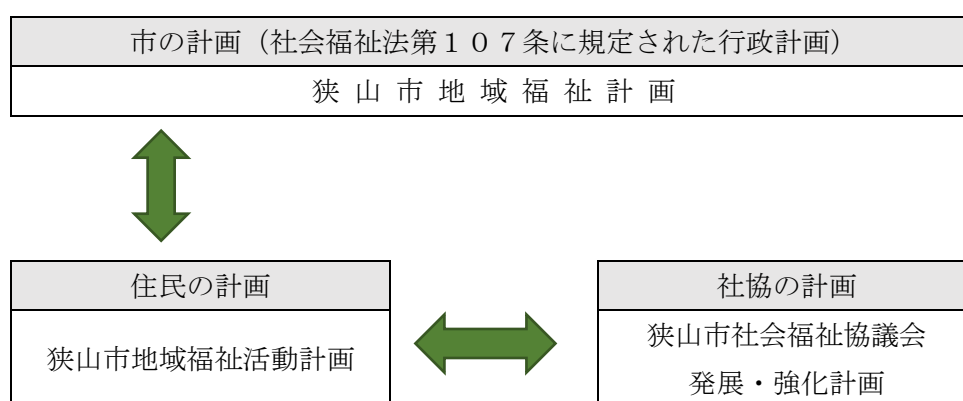 市の計画（社会福祉法第１０７条に規定された行政計画）
狭山市地域福祉計画
住民の計画
狭山市地域福祉活動計画
社協の計画
狭山市社会福祉協議会
発展・強化計画